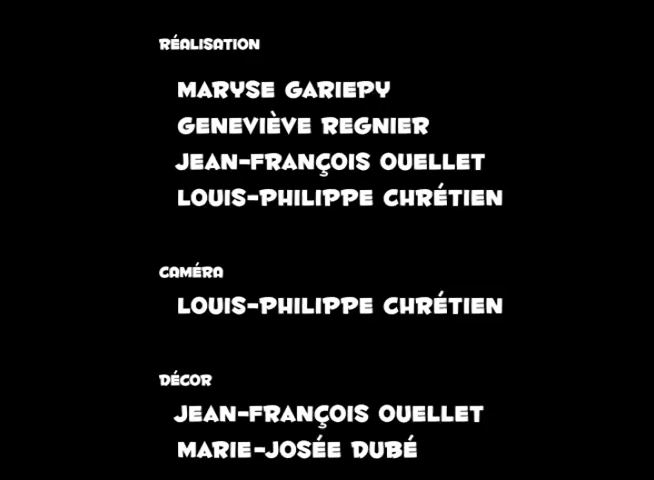 RÉALISATION
MARYSE GARIEPY
GENEVIÈVE REGNIER
JEAN-FRANÇOIS OUELLET
LOUIS-PHILIPPE CHRÉTIEN
CAMÉRA
LOUIS-PHILIPPE CHRÉTIEN
DÉCOR
JEAN-FRANÇOIS OUELLET
MARIE-JOSÉE DUBÉ